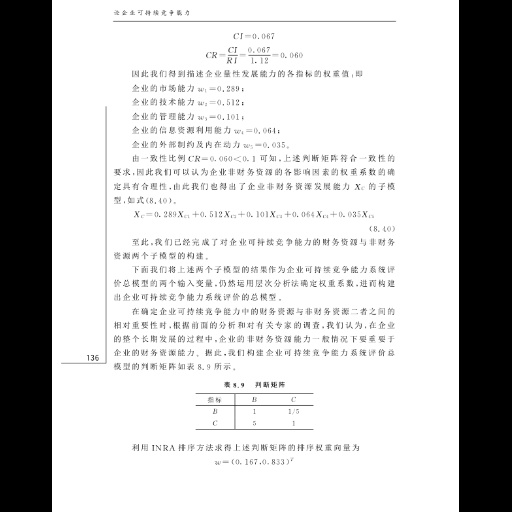 论企业可持续竞争能力
CI=0.067
CR=CI/RI=0.067/1.12=0.060
因此我们得到描述企业量性发展能力的各指标的权重值,即
企业的市场能力 w₁=0.289;
企业的技术能力 w₂=0.512;
企业的管理能力 w₃=0.101;
企业的信息资源利用能力 w₄=0.064;
企业的外部制约及内在动力 w₅=0.035。
由一致性比例 CR=0.060<0.1 可知,上述判断矩阵符合一致性的
要求,因此我们可以认为企业非财务资源的各影响因素的权重系数的确
定具有合理性,由此我们也得出了企业非财务资源发展能力 X_C 的子模
型,如式(8.40)。
X_C=0.289X_C1+0.512X_C2+0.101X_C3+0.064X_C4+0.035X_C5
(8.40)
至此,我们已经完成了对企业可持续竞争能力的财务资源与非财务
资源两个子模型的构建。
下面我们将上述两个子模型的结果作为企业可持续竞争能力系统评
价总模型的两个输入变量,仍然运用层次分析法确定权重系数,进而构建
出企业可持续竞争能力系统评价的总模型。
在确定企业可持续竞争能力中的财务资源与非财务资源二者之间的
相对重要性时,根据前面的分析和对有关专家的调查,我们认为,在企业
的整个长期发展的过程中,企业的非财务资源能力一般情况下要重要于
企业的财务资源能力。据此,我们构建企业可持续竞争能力系统评价总
模型的判断矩阵如表 8.9 所示。
136
表 8.9 判断矩阵
指标 B C
B 1 1/5
C 5 1
利用 INRA 排序方法求得上述判断矩阵的排序权重向量为
w=(0.167,0.833)ᵀ